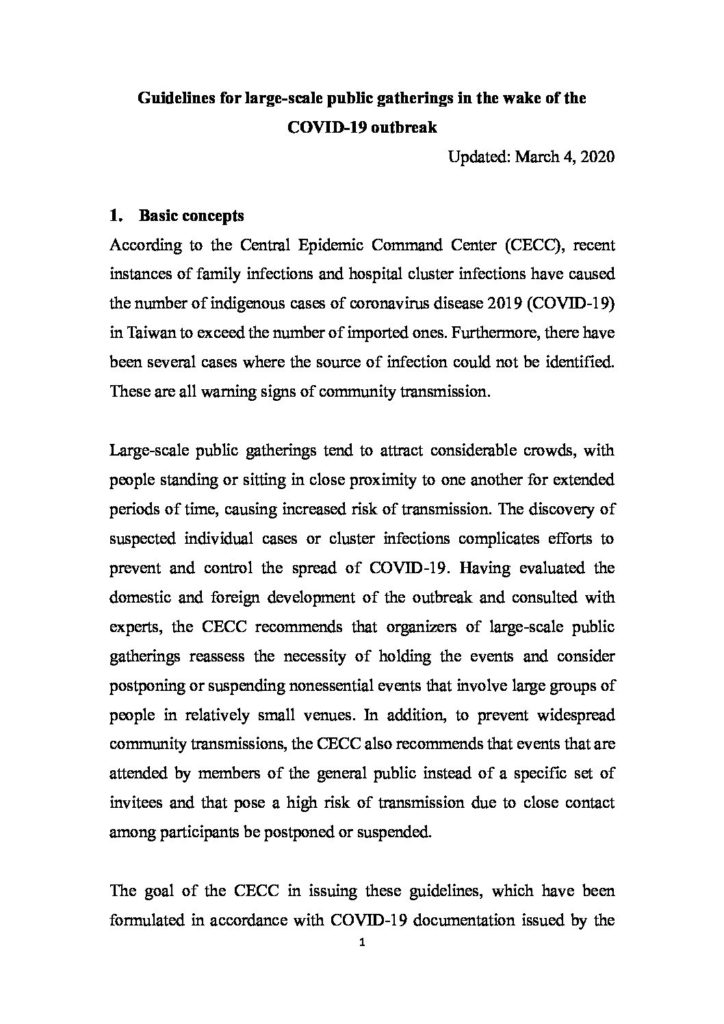 Guidelines for large-scale public gatherings in the wake of the
COVID-19 outbreak
Updated: March 4, 2020
1. Basic concepts
According to the Central Epidemic Command Center (CECC), recent
instances of family infections and hospital cluster infections have caused
the number of indigenous cases of coronavirus disease 2019 (COVID-19)
in Taiwan to exceed the number of imported ones. Furthermore, there have
been several cases where the source of infection could not be identified.
These are all warning signs of community transmission.
Large-scale public gatherings tend to attract considerable crowds, with
people standing or sitting in close proximity to one another for extended
periods of time, causing increased risk of transmission. The discovery of
suspected individual cases or cluster infections complicates efforts to
prevent and control the spread of COVID-19. Having evaluated the
domestic and foreign development of the outbreak and consulted with
experts, the CECC recommends that organizers of large-scale public
gatherings reassess the necessity of holding the events and consider
postponing or suspending nonessential events that involve large groups of
people in relatively small venues. In addition, to prevent widespread
community transmissions, the CECC also recommends that events that are
attended by members of the general public instead of a specific set of
invitees and that pose a high risk of transmission due to close contact
among participants be postponed or suspended.
The goal of the CECC in issuing these guidelines, which have been
formulated in accordance with COVID-19 documentation issued by the
1